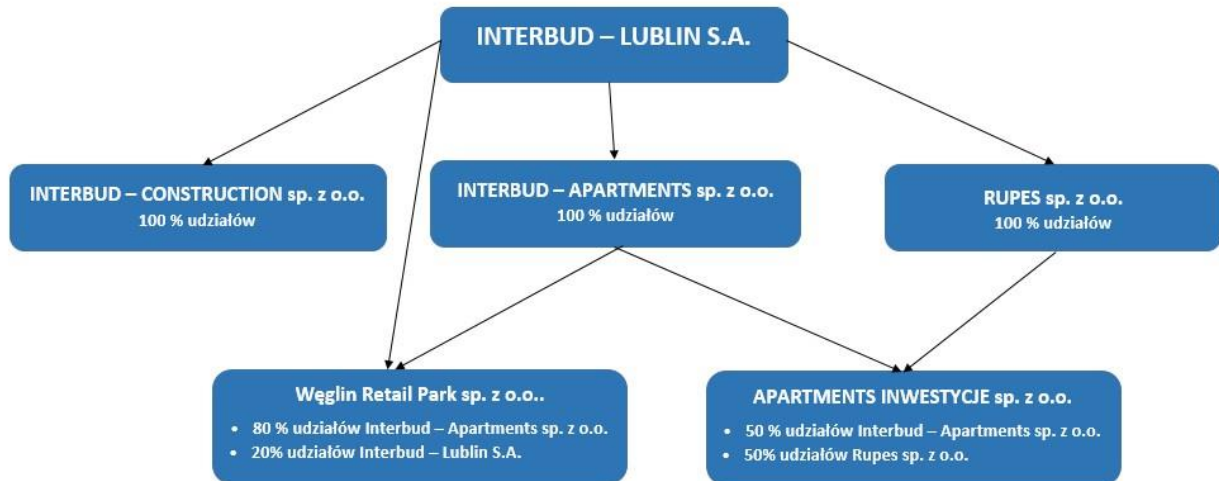 INTERBUD – LUBLIN S.A.
INTERBUD – CONSTRUCTION sp. z o.o.
100 % udziałów
INTERBUD – APARTMENTS sp. z o.o.
100 % udziałów
RUPES sp. z o.o.
100 % udziałów
Węglin Retail Park sp. z o.o..
• 80 % udziałów Interbud – Apartments sp. z o.o.
• 20% udziałów Interbud – Lublin S.A.
APARTMENTS INWESTYCJE sp. z o.o.
• 50 % udziałów Interbud – Apartments sp. z o.o.
• 50% udziałów Rupes sp. z o.o.